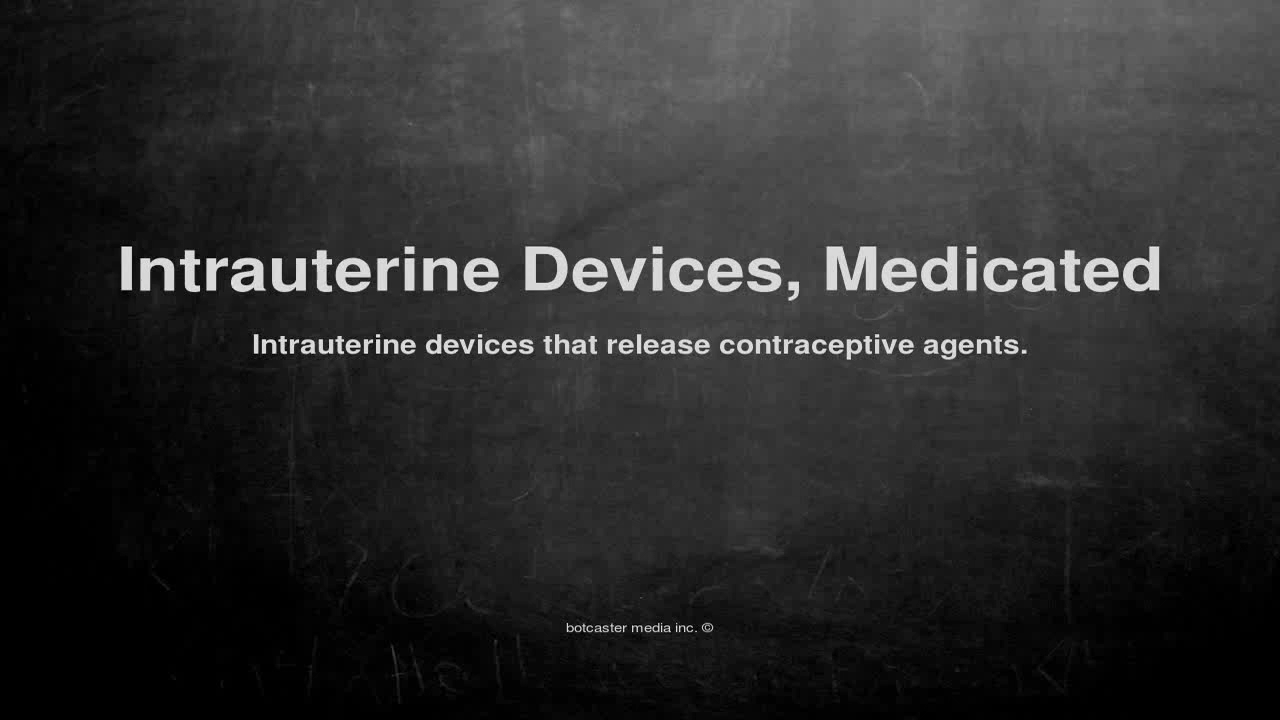 Intrauterine Devices, Medicated
Intrauterine devices that release contraceptive agents.
botcaster media inc. ©